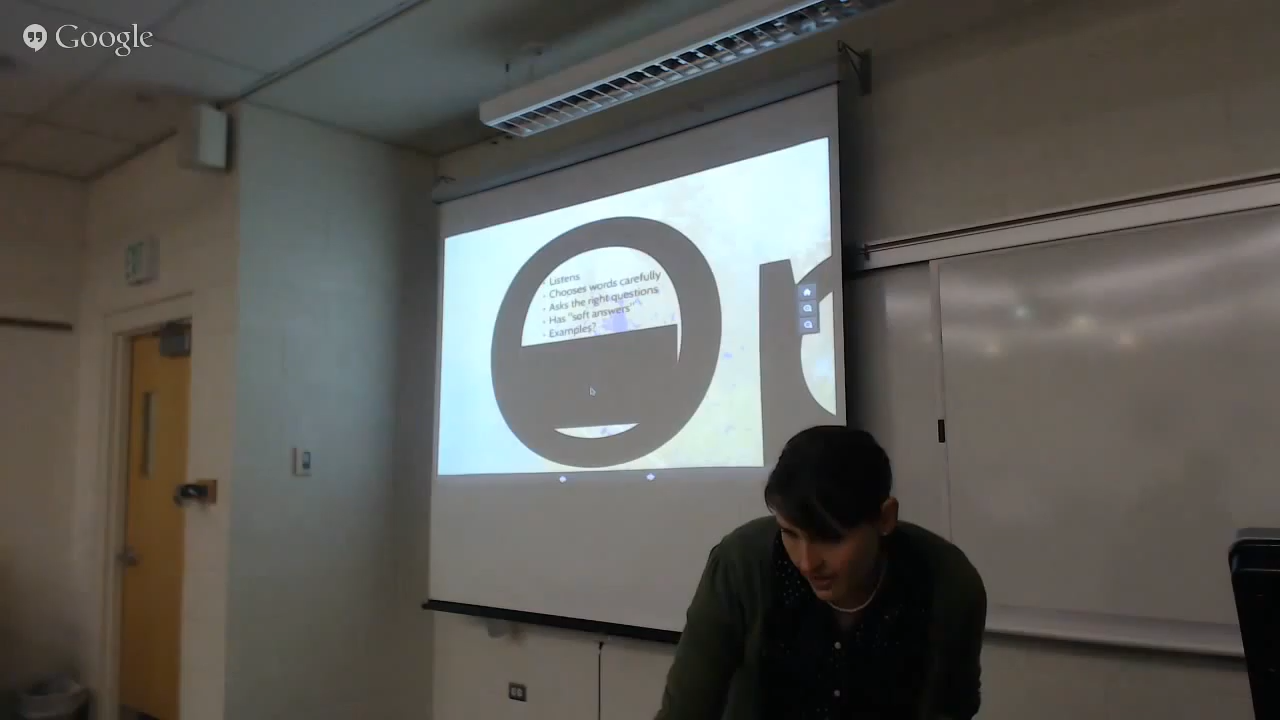 Google
Listens
Chooses words carefully
Asks the right questions
Has "soft answers"
Examples?